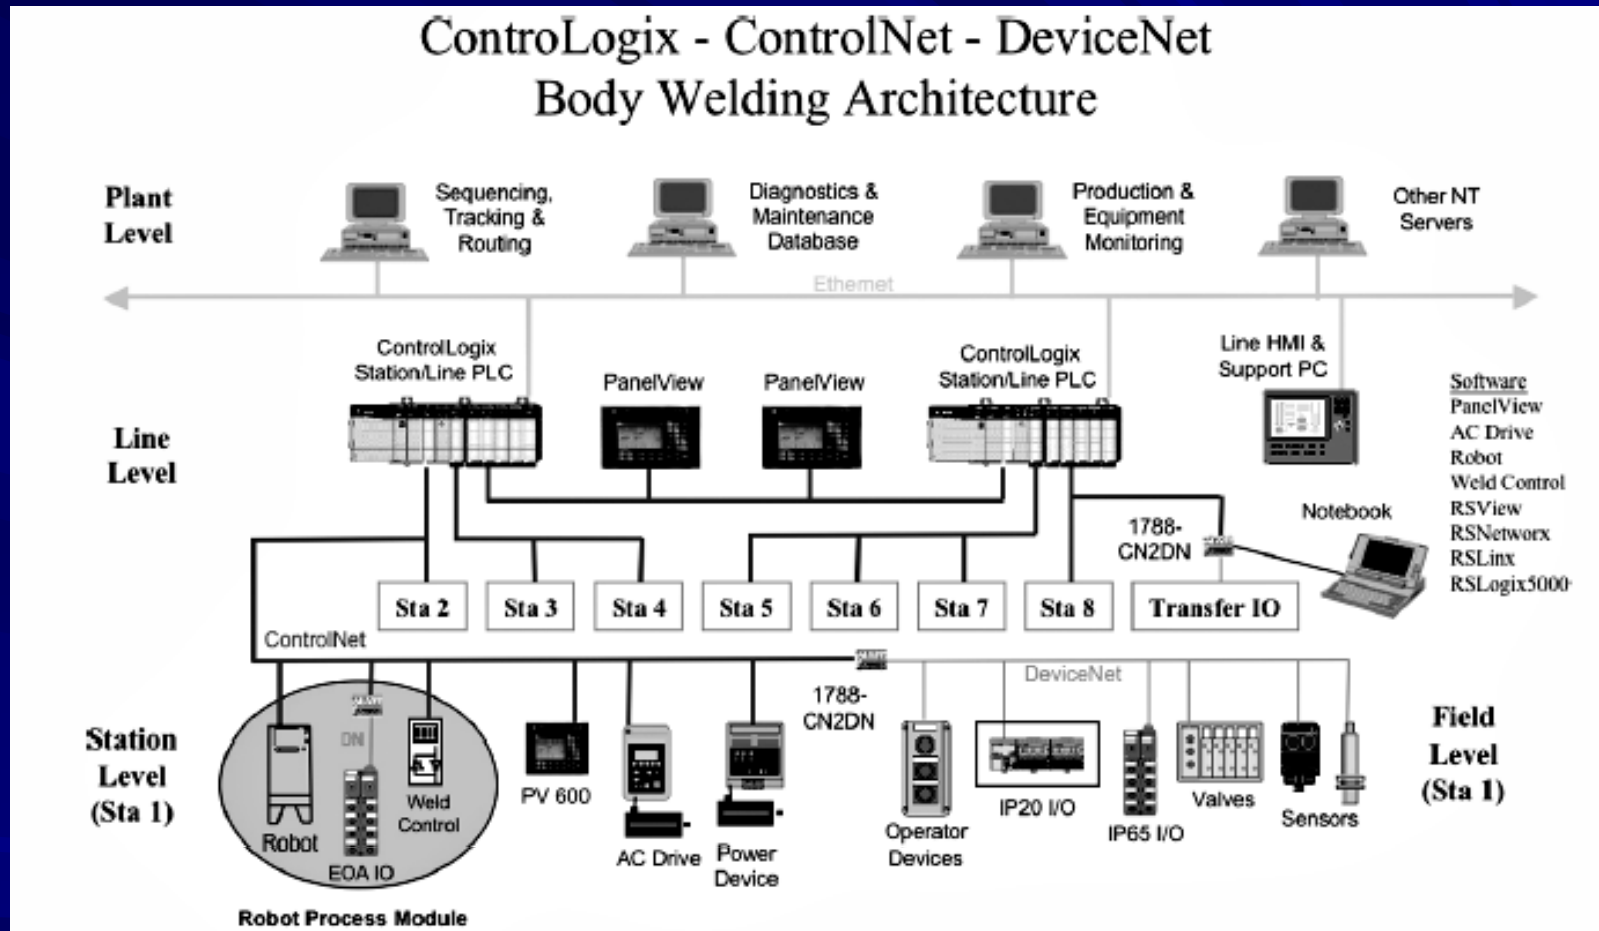 ControLogix - ControlNet - DeviceNet
Body Welding Architecture
Plant
Level
Sequencing,
Tracking &
Routing
Diagnostics &
Maintenance
Database
Production &
Equipment
Monitoring
Other NT
Servers
Ethernet
Line
Level
ControlLogix
Station/Line PLC
PanelView
PanelView
ControlLogix
Station/Line PLC
Line HMI &
Support PC
Software
PanelView
AC Drive
Robot
Weld Control
RSView
RSNetworx
RSLinx
RSLogix5000
Notebook
1788-
CN2DN
Sta 2
Sta 3
Sta 4
Sta 5
Sta 6
Sta 7
Sta 8
Transfer IO
ControlNet
DeviceNet
1788-
CN2DN
Station
Level
(Sta 1)
DN
Robot
EOA IO
Weld
Control
Robot Process Module
PV 600
AC Drive
Power
Device
Operator
Devices
IP20 I/O
IP65 I/O
Valves
Sensors
Field
Level
(Sta 1)